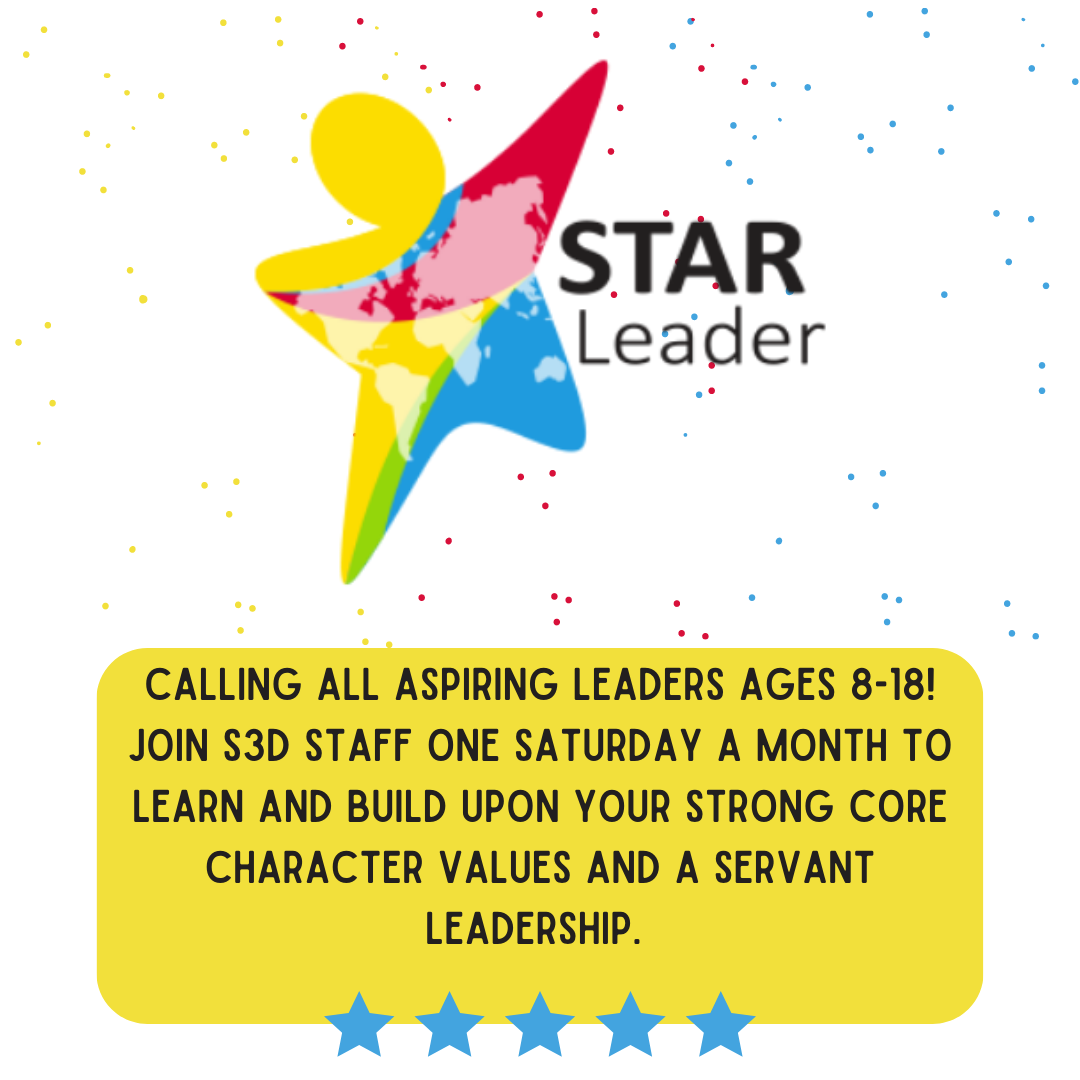 STAR
Leader
CALLING ALL ASPIRING LEADERS AGES 8-18!
JOIN S3D STAFF ONE SATURDAY A MONTH TO
LEARN AND BUILD UPON YOUR STRONG CORE
CHARACTER VALUES AND A SERVANT
LEADERSHIP.